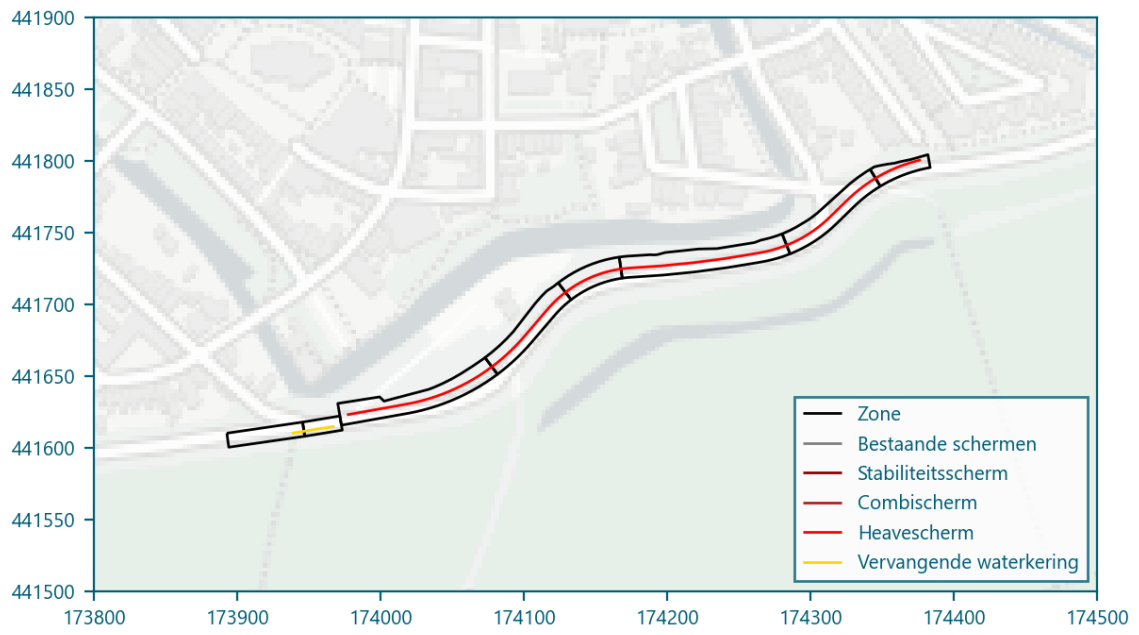 441900
441850
441800
441750
441700
441650
441600
441550
441500
Zone
Bestaande schermen
Stabiliteitsscherm
Combischerm
Heavescherm
Vervangende waterkering
173800 173900 174000 174100 174200 174300 174400 174500